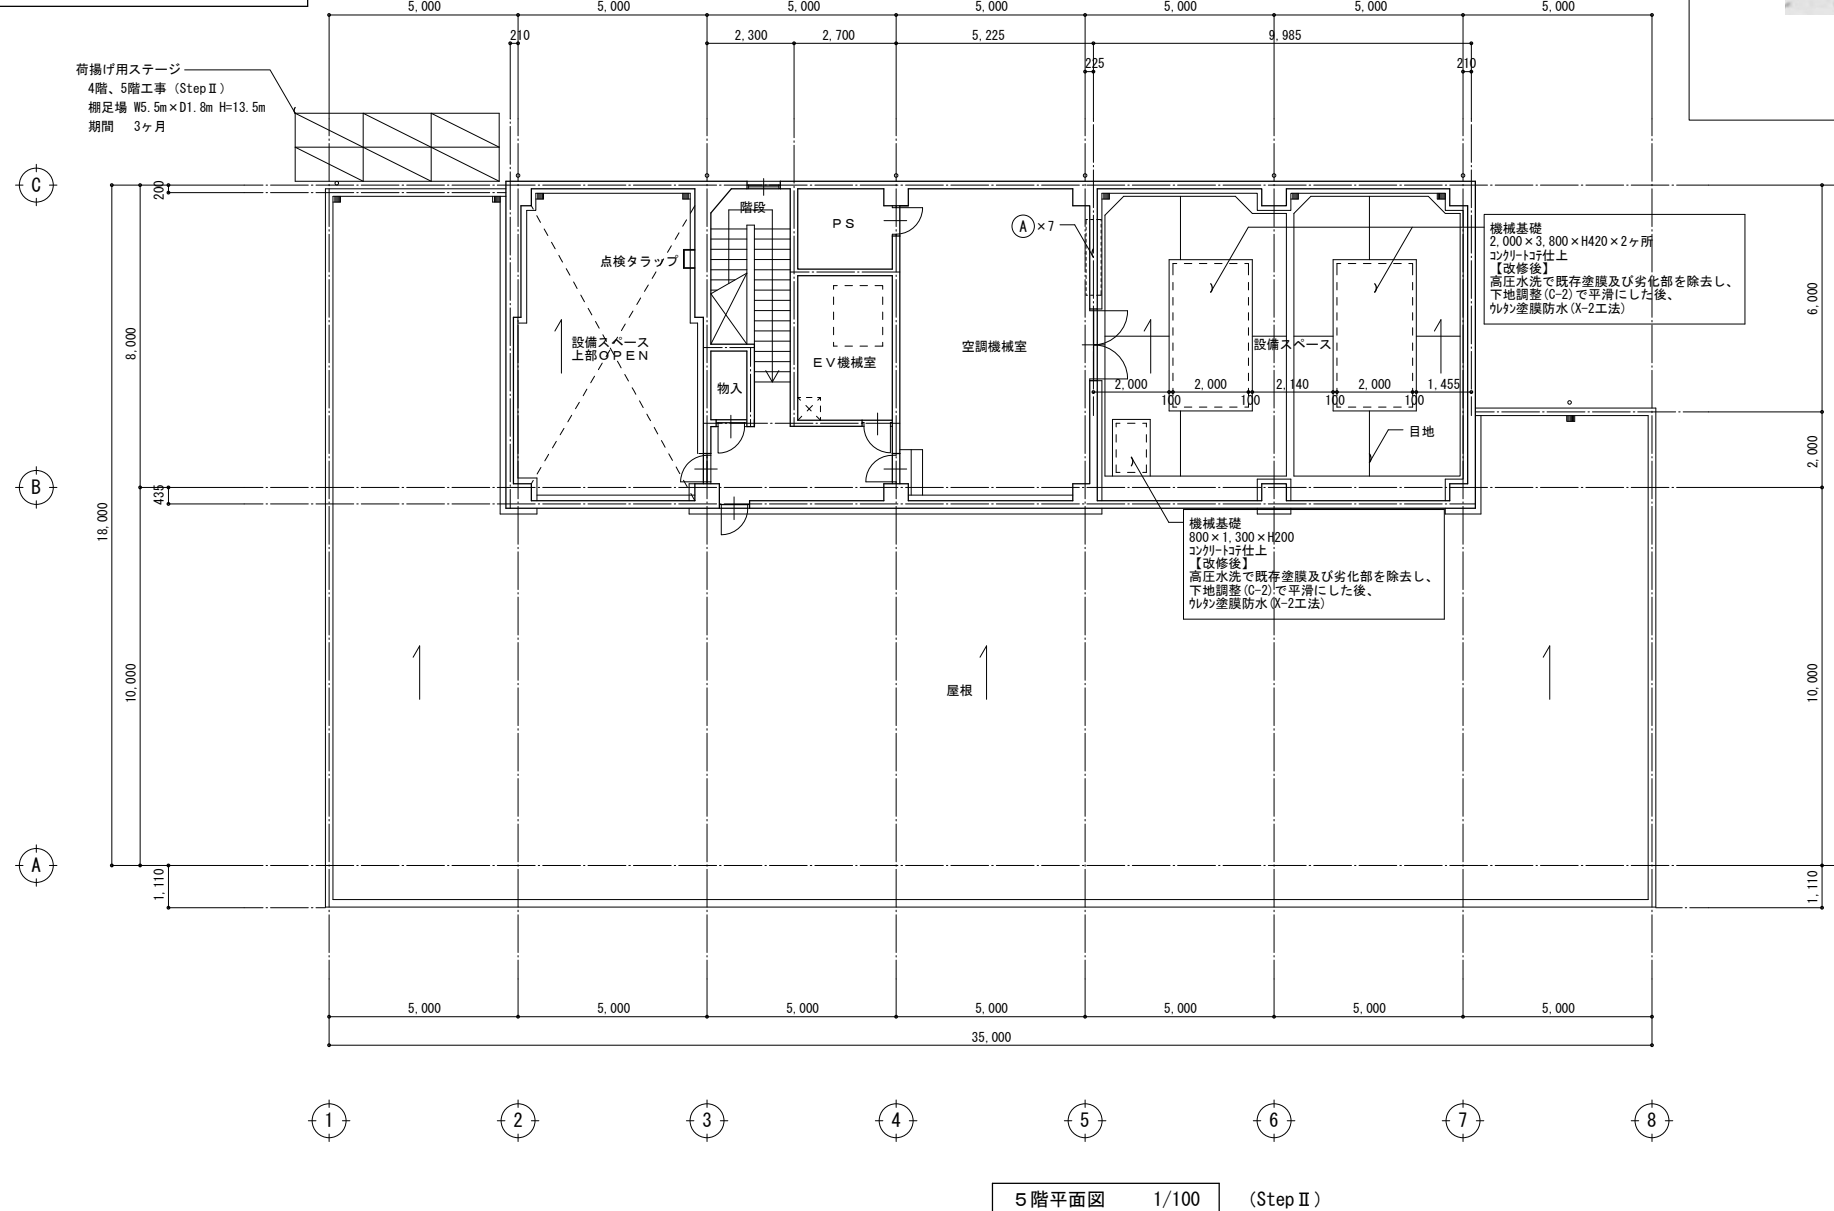 5,000 5,000 5,000 5,000 5,000 5,000 5,000
210 2,300 2,700 5,225 9,985
225 210
荷揚げ用ステージ
4階、5階工事 (StepⅡ)
棚足場 W5.5m×D1.8m H=13.5m
期間 3ヶ月
C
200
階段
PS
A ×7
点検タラップ
機械基礎
2,000×3,800×H420×2ヶ所
コンクリートコテ仕上
【改修後】
高圧水洗で既存塗膜及び劣化部を除去し、
下地調整(C-2)で平滑にした後、
ウレタン塗膜防水(X-2工法)
6,000
8,000
設備スペース
上部OPEN
EV機械室
空調機械室
設備スペース
物入
2,000 2,000 2,140 2,000 1,455
100 100 100 100
目地
2,000
B
435
18,000
機械基礎
800×1,300×H200
コンクリートコテ仕上
【改修後】
高圧水洗で既存塗膜及び劣化部を除去し、
下地調整(C-2)で平滑にした後、
ウレタン塗膜防水(X-2工法)
10,000
屋根
10,000
A
1,110
1,110
5,000 5,000 5,000 5,000 5,000 5,000 5,000
35,000
1 2 3 4 5 6 7 8
5階平面図 1/100 (StepⅡ)